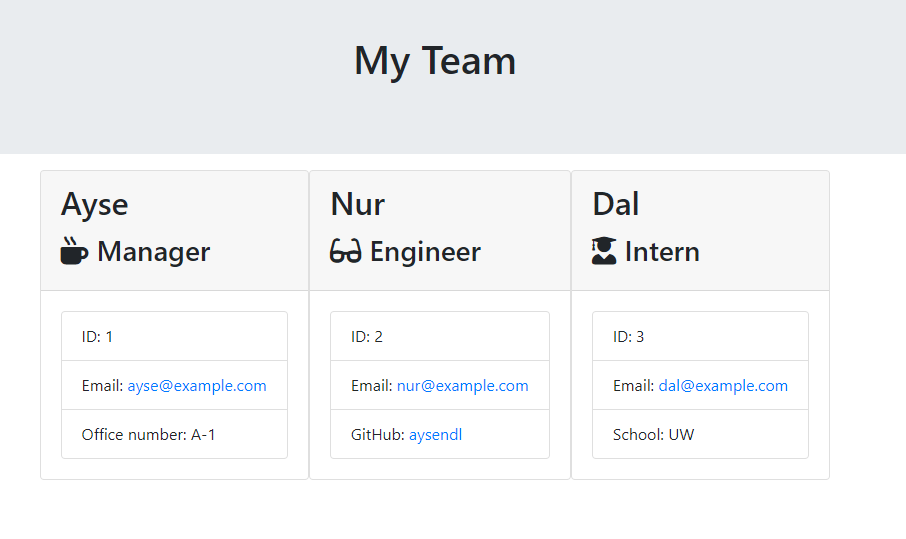 My Team
Ayse
Manager
ID: 1
Email: ayse@example.com
Office number: A-1
Nur
Engineer
ID: 2
Email: nur@example.com
GitHub: aysendl
Dal
Intern
ID: 3
Email: dal@example.com
School: UW